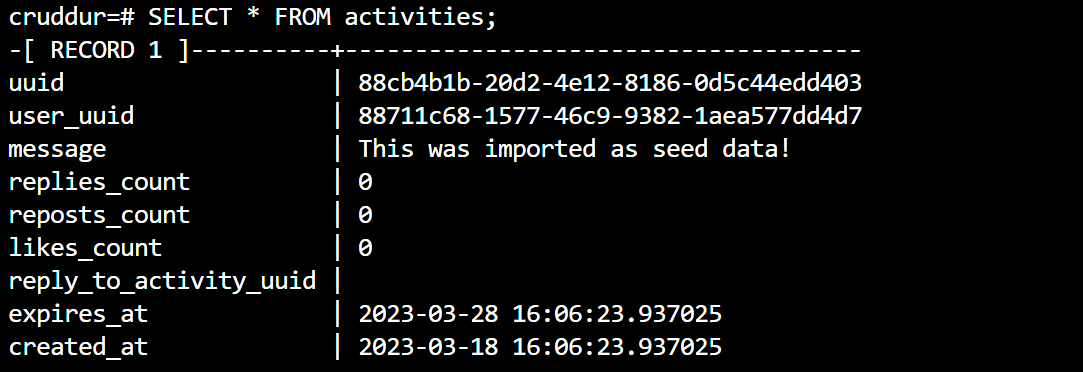 cruddur=# SELECT * FROM activities;
-[ RECORD 1 ]----------+-------------------------------------
uuid                   | 88cb4b1b-20d2-4e12-8186-0d5c44edd403
user_uuid              | 88711c68-1577-46c9-9382-1aea577dd4d7
message                | This was imported as seed data!
replies_count          | 0
reposts_count          | 0
likes_count            | 0
reply_to_activity_uuid |
expires_at             | 2023-03-28 16:06:23.937025
created_at             | 2023-03-18 16:06:23.937025